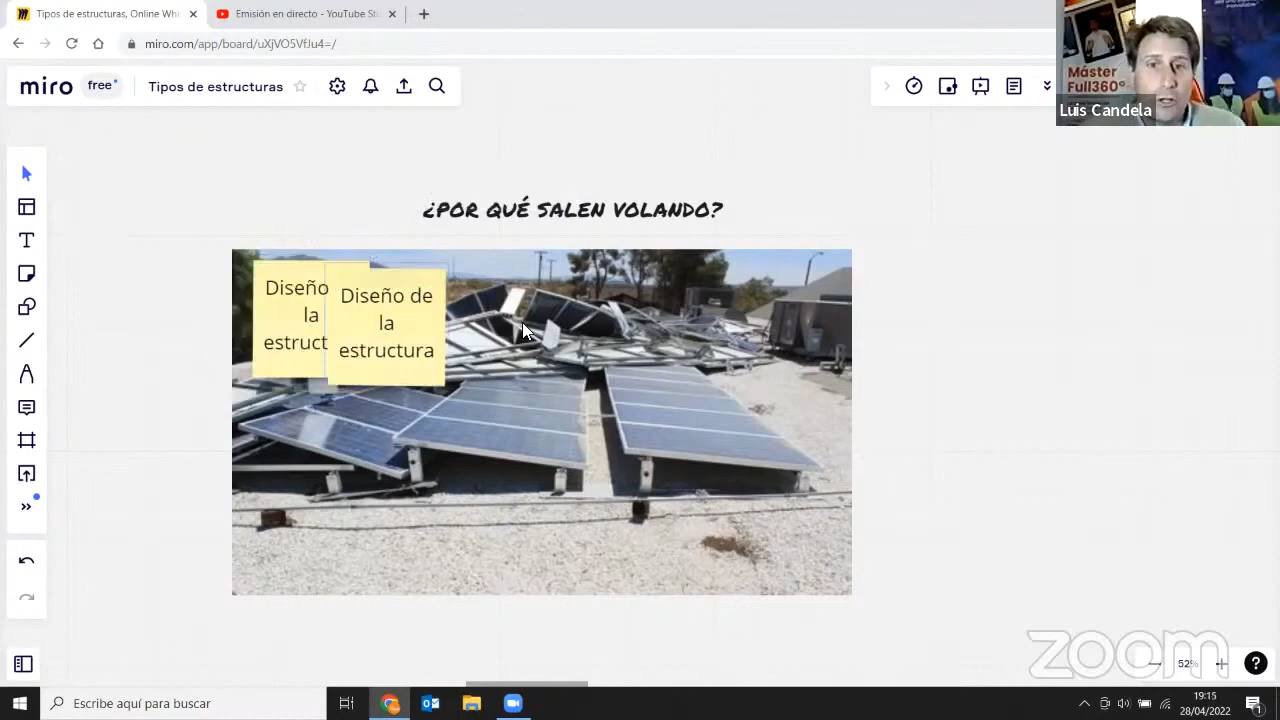 Tipos de estructuras, Online Wh
Emisión en directo - YouTube St
miro.com/app/board/uXjVO5VfJu4=/
miro
free
Tipos de estructuras
Máster
Full360º
Luis Candela
¿POR QUÉ SALEN VOLANDO?
Diseño
la
estruct
Diseño de
la
estructura
zoom
52%
Escribe aquí para buscar
19:15
28/04/2022
1